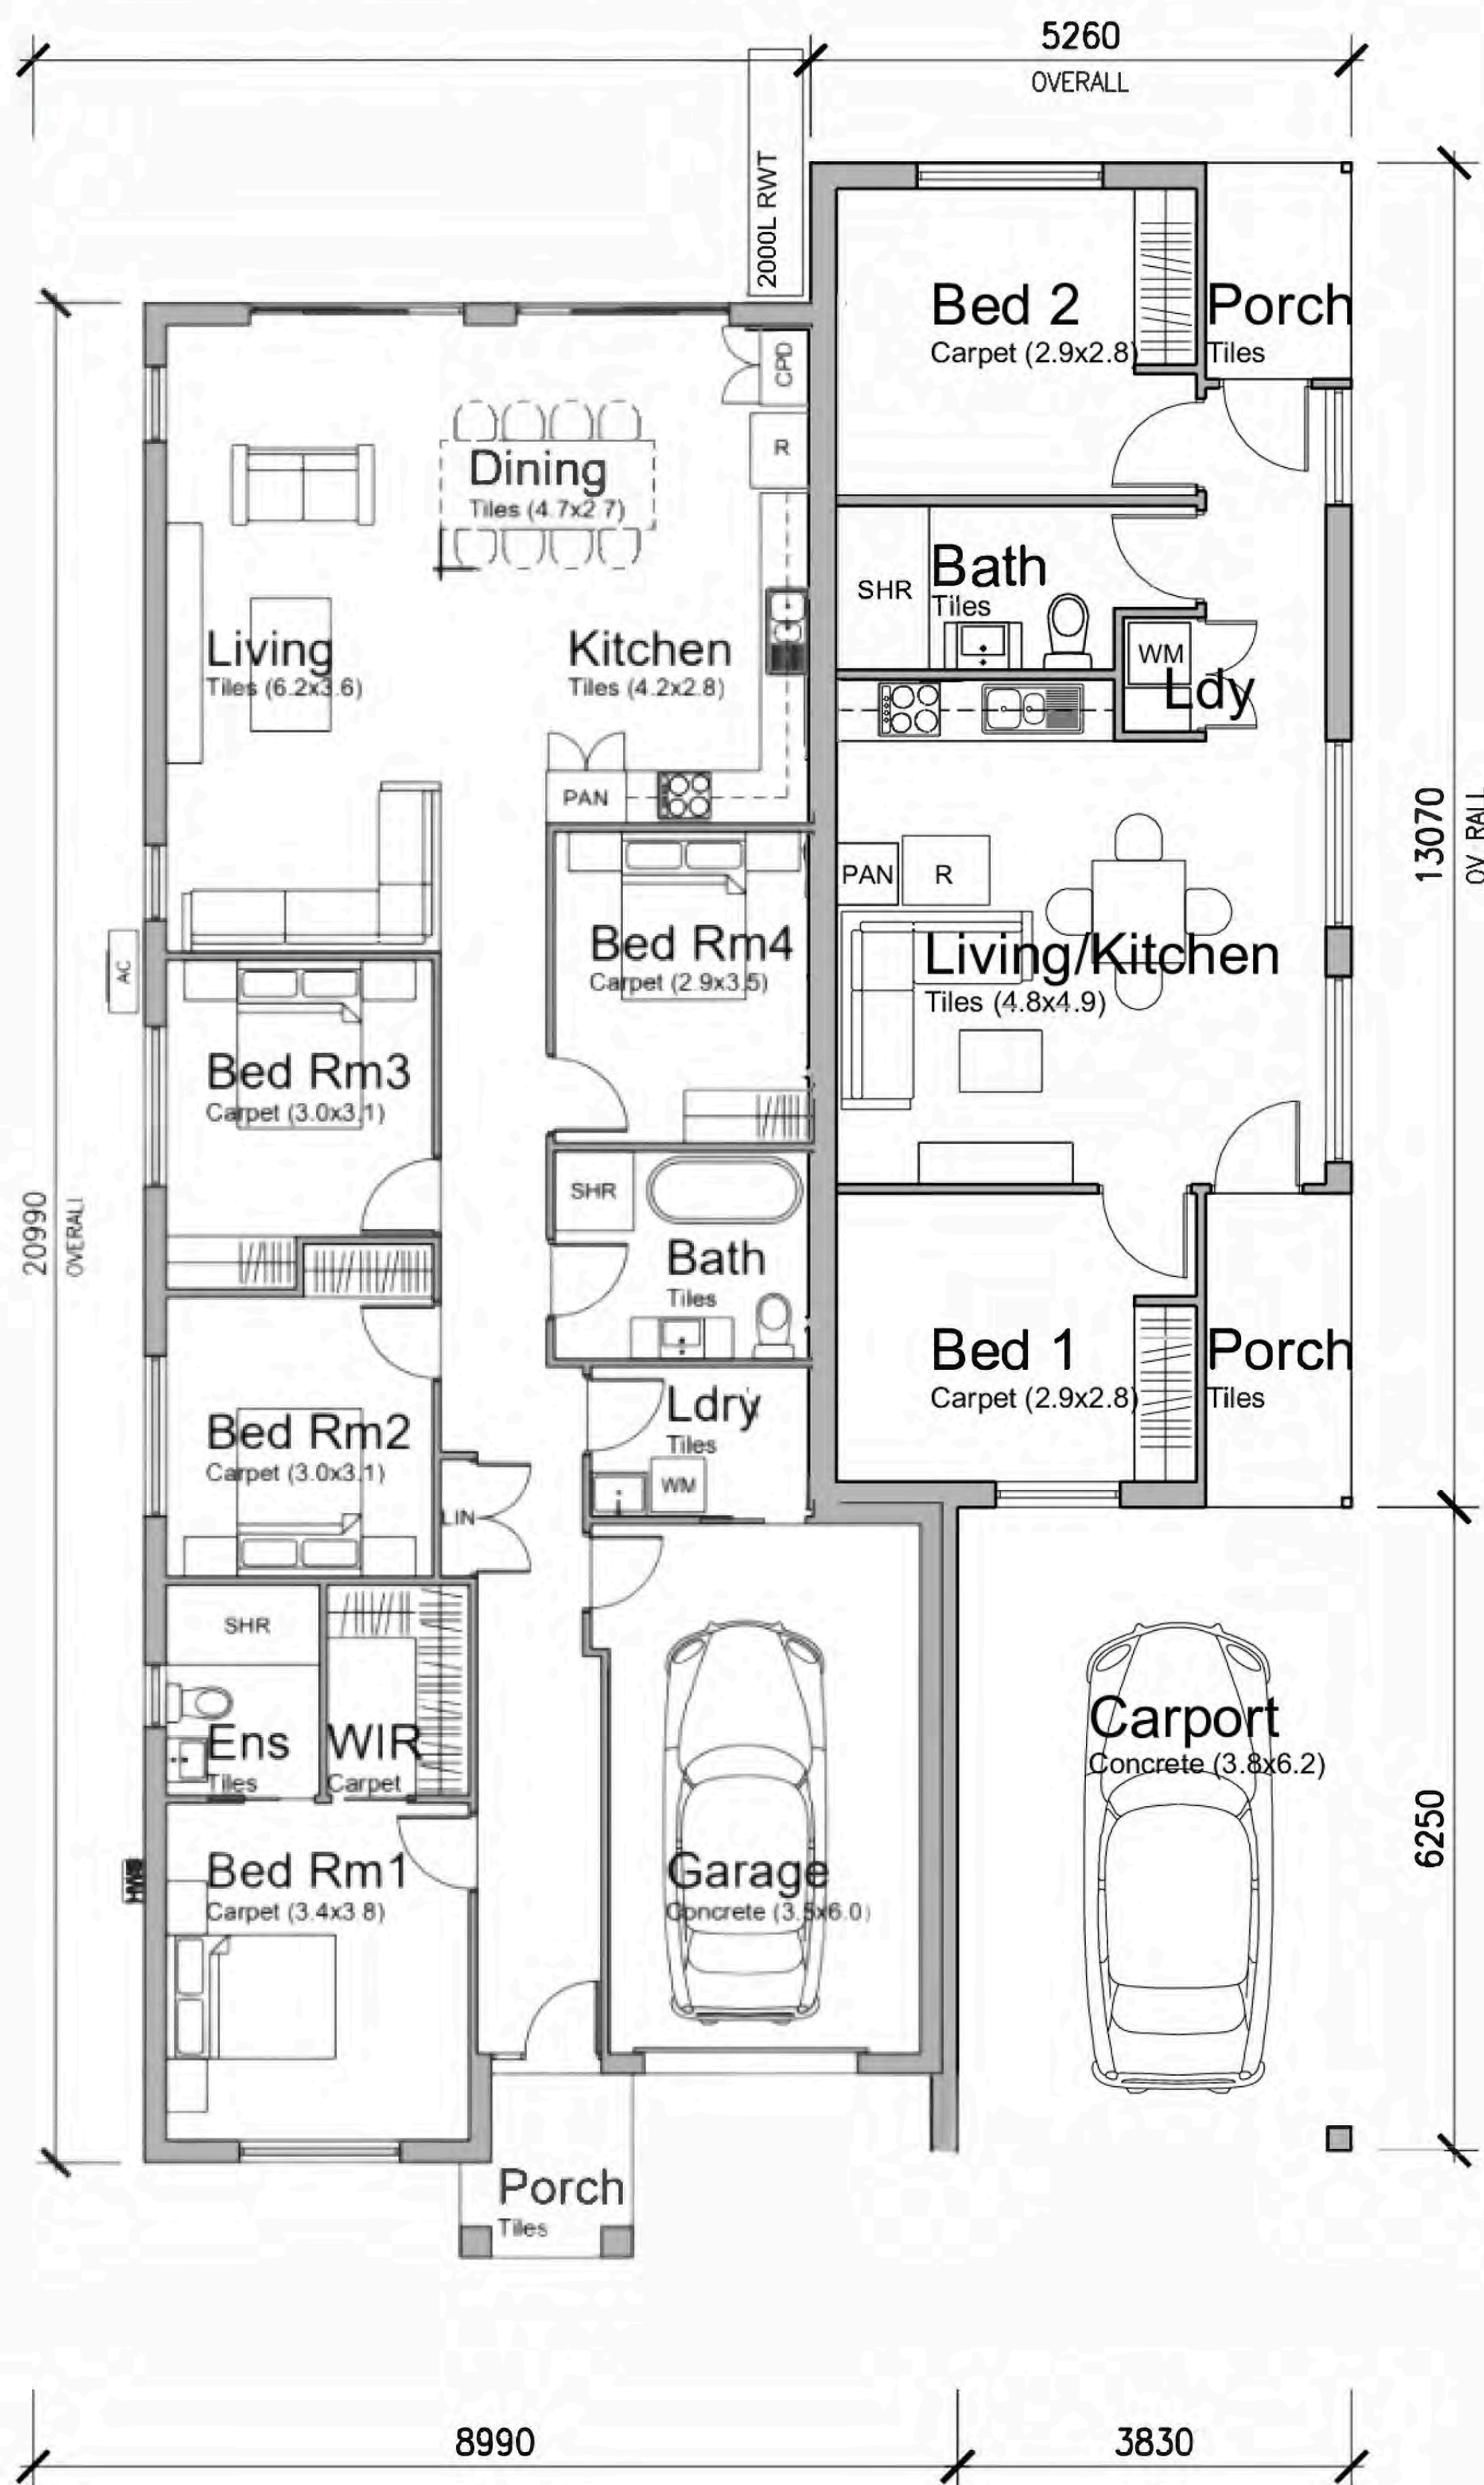 5260
OVERALL
2000L RWT
Bed 2
Carpet (2.9x2.8)
Porch
Tiles
CPD
R
Dining
Tiles (4.7x2 7)
SHR
Bath
Tiles
WM
Ldy
Living
Tiles (6.2x3.6)
Kitchen
Tiles (4.2x2.8)
PAN
13070
OV RALL
PAN
R
Living/Kitchen
Tiles (4.8x4.9)
Bed Rm4
Carpet (2.9x3.5)
AC
Bed Rm3
Carpet (3.0x3.1)
20990
OVERALL
SHR
Bath
Tiles
Bed 1
Carpet (2.9x2.8)
Porch
Tiles
Ldry
Tiles
WM
Bed Rm2
Carpet (3.0x3.1)
LIN
SHR
Ens
Tiles
WIR
Carpet
Carport
Concrete (3.8x6.2)
6250
HWS
Bed Rm1
Carpet (3.4x3 8)
Garage
Concrete (3.5x6.0)
Porch
Tiles
8990
3830